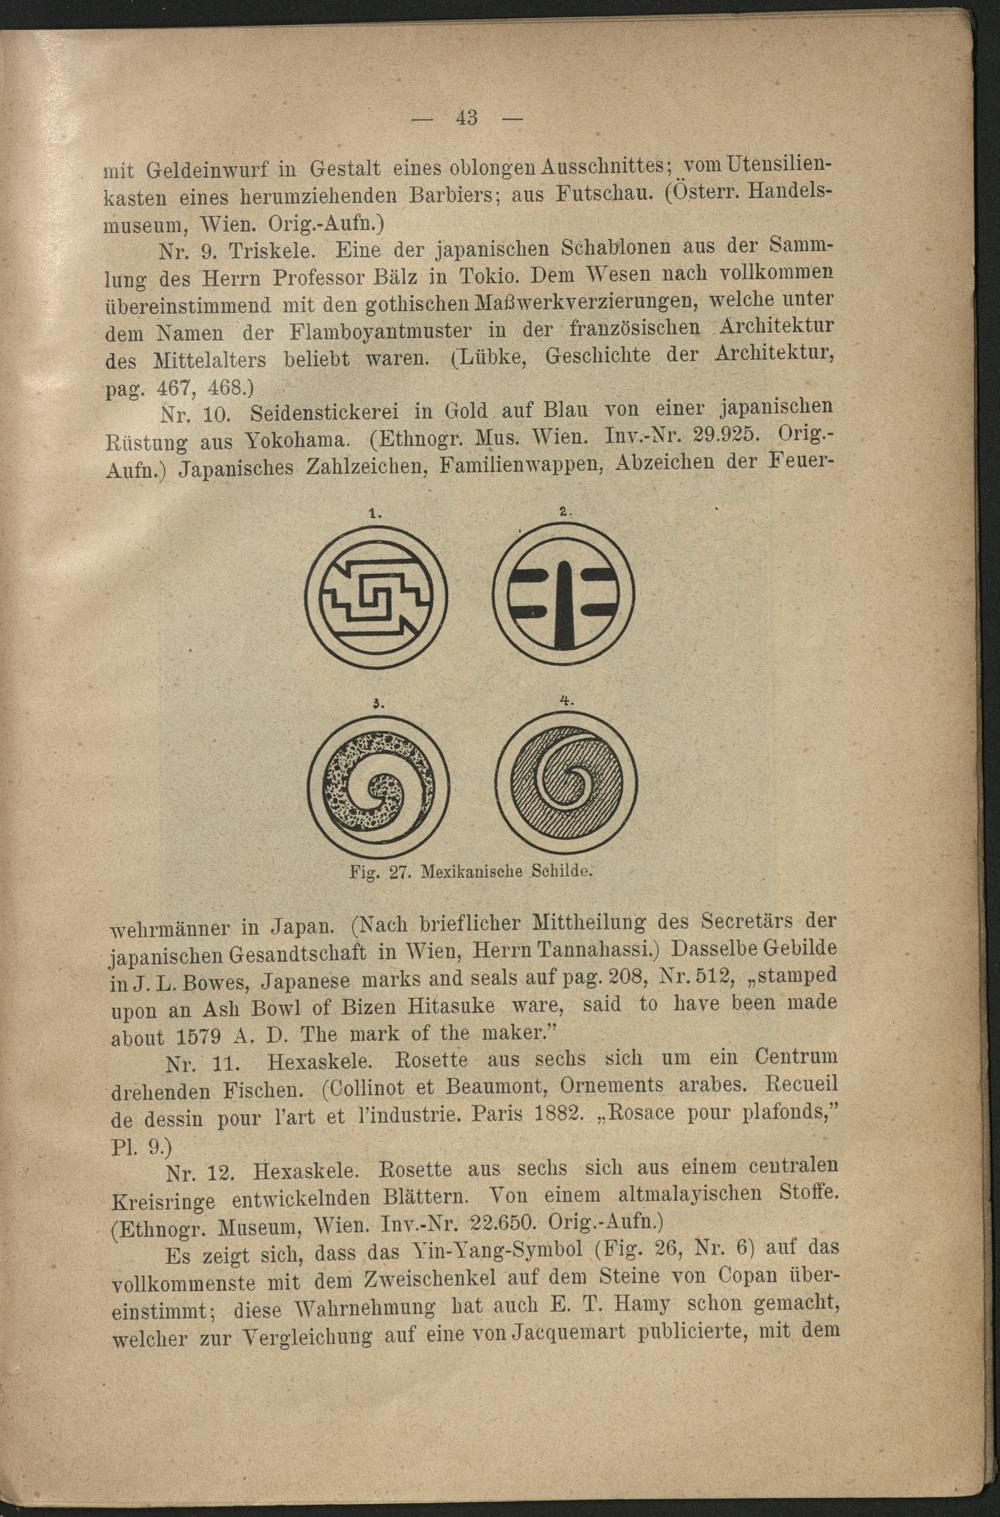 — 43 —
mit Geldeinwurf in Gestalt eines oblongen Ausschnittes; vom Utensilien-
kasten eines herumziehenden Barbiers; aus Futschau. (Österr. Handels-
museum, Wien. Orig.-Aufn.)
Nr. 9. Triskele. Eine der japanischen Schablonen aus der Samm-
lung des Herrn Professor Bälz in Tokio. Dem Wesen nach vollkommen
übereinstimmend mit den gothischen Maßwerkverzierungen, welche unter
dem Namen der Flamboyantmuster in der französischen Architektur
des Mittelalters beliebt waren. (Lübke, Geschichte der Architektur,
pag. 467, 468.)
Nr. 10. Seidenstickerei in Gold auf Blau von einer japanischen
Rüstung aus Yokohama. (Ethnogr. Mus. Wien. Inv.-Nr. 29.925. Orig.-
Aufn.) Japanisches Zahlzeichen, Familienwappen, Abzeichen der Feuer-
1. 2.
3. 4.
Fig. 27. Mexikanische Schilde.
wehrmänner in Japan. (Nach brieflicher Mittheilung des Secretärs der
japanischen Gesandtschaft in Wien, Herrn Tannahassi.) Dasselbe Gebilde
in J. L. Bowes, Japanese marks and seals auf pag. 208, Nr. 512, „stamped
upon an Ash Bowl of Bizen Hitasuke ware, said to have been made
about 1579 A. D. The mark of the maker.”
Nr. 11. Hexaskele. Rosette aus sechs sich um ein Centrum
drehenden Fischen. (Collinot et Beaumont, Ornements arabes. Recueil
de dessin pour l'art et l'industrie. Paris 1882. „Rosace pour plafonds,”
Pl. 9.)
Nr. 12. Hexaskele. Rosette aus sechs sich aus einem centralen
Kreisringe entwickelnden Blättern. Von einem altmalayischen Stoffe.
(Ethnogr. Museum, Wien. Inv.-Nr. 22.650. Orig.-Aufn.)
Es zeigt sich, dass das Yin-Yang-Symbol (Fig. 26, Nr. 6) auf das
vollkommenste mit dem Zweischenkel auf dem Steine von Copan über-
einstimmt; diese Wahrnehmung hat auch E. T. Hamy schon gemacht,
welcher zur Vergleichung auf eine von Jacquemart publicierte, mit dem